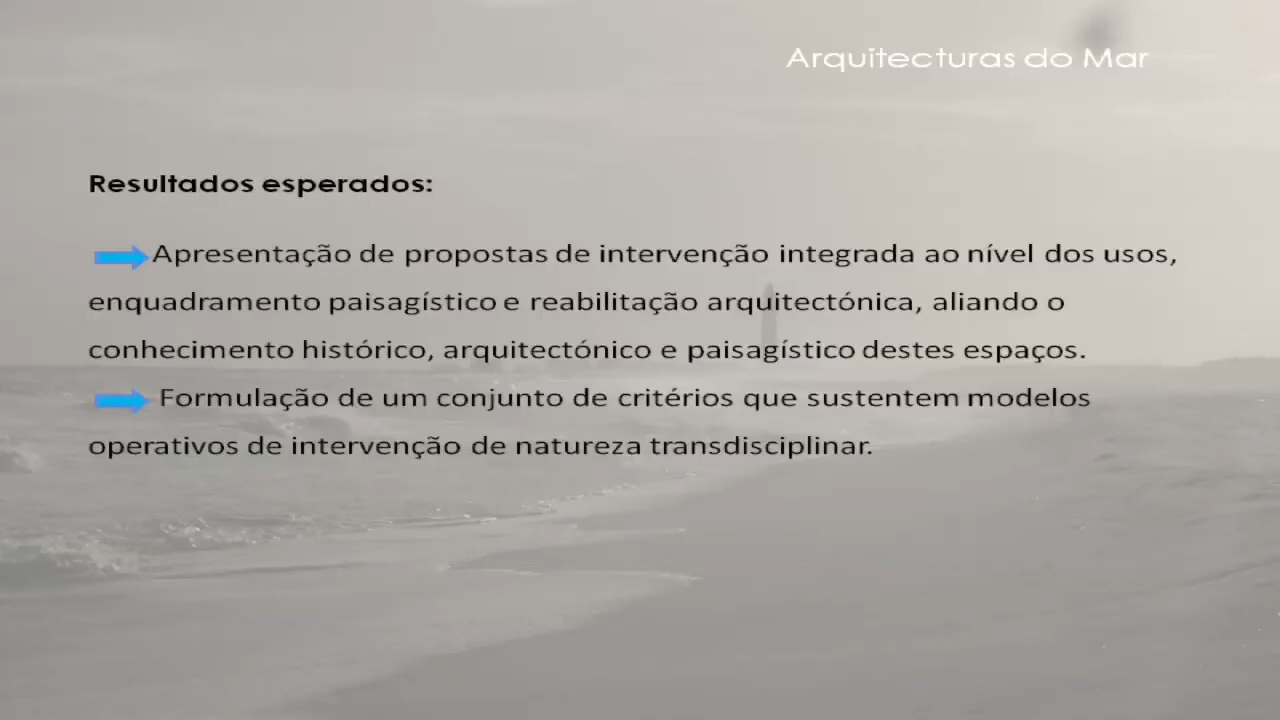 Arquitecturas do Mar
Resultados esperados:
Apresentação de propostas de intervenção integrada ao nível dos usos,
enquadramento paisagístico e reabilitação arquitectónica, aliando o
conhecimento histórico, arquitectónico e paisagístico destes espaços.
Formulação de um conjunto de critérios que sustentem modelos
operativos de intervenção de natureza transdisciplinar.